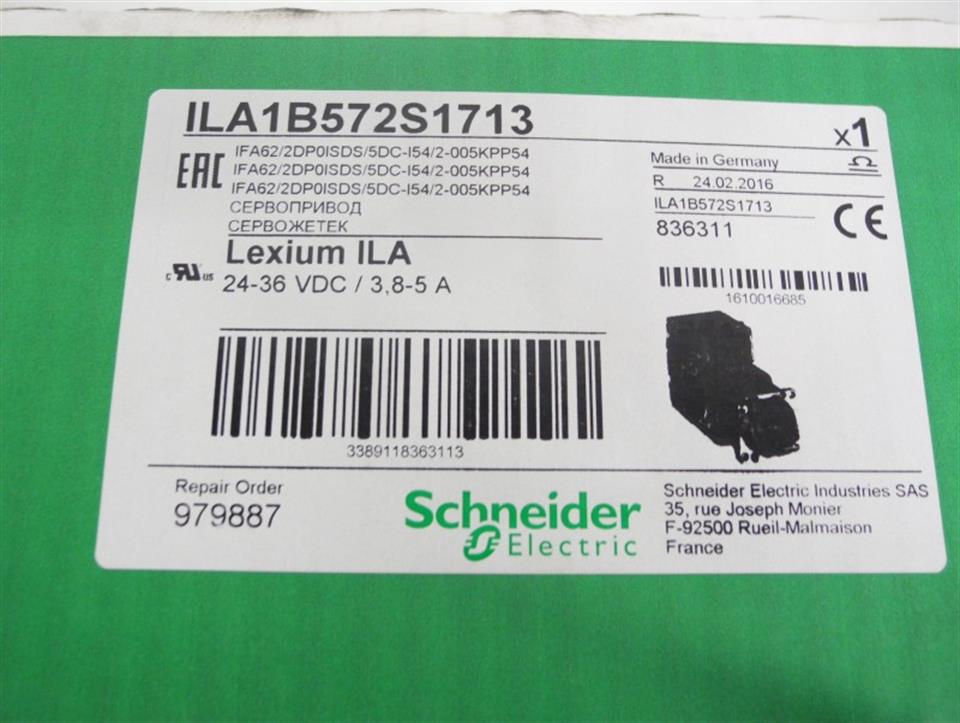 ILA1B572S1713
x1
EAC
IFA62/2DP0ISDS/5DC-I54/2-005KPP54
IFA62/2DP0ISDS/5DC-I54/2-005KPP54
IFA62/2DP0ISDS/5DC-I54/2-005KPP54
СЕРВОПРИВОД
СЕРВОЖЕТЕК
Made in Germany
R 24.02.2016
ILA1B572S1713
836311
CE
Lexium ILA
c RU us
24-36 VDC / 3,8-5 A
1610016685
3389118363113
Repair Order
979887
Schneider
Electric
Schneider Electric Industries SAS
35, rue Joseph Monier
F-92500 Rueil-Malmaison
France